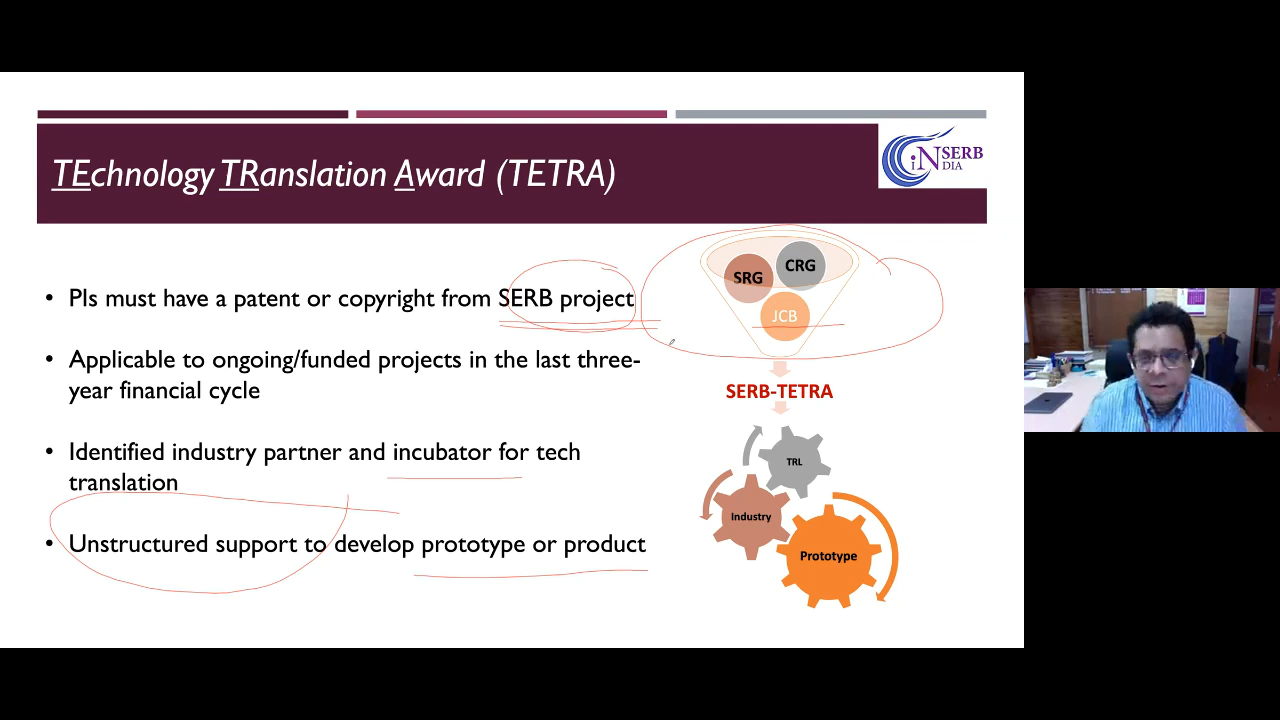 TEchnology TRanslation Award (TETRA)
iN SERB
DIA
• PIs must have a patent or copyright from SERB project
• Applicable to ongoing/funded projects in the last three-
year financial cycle
• Identified industry partner and incubator for tech
translation
• Unstructured support to develop prototype or product
SRG
CRG
JCB
SERB-TETRA
TRL
Industry
Prototype